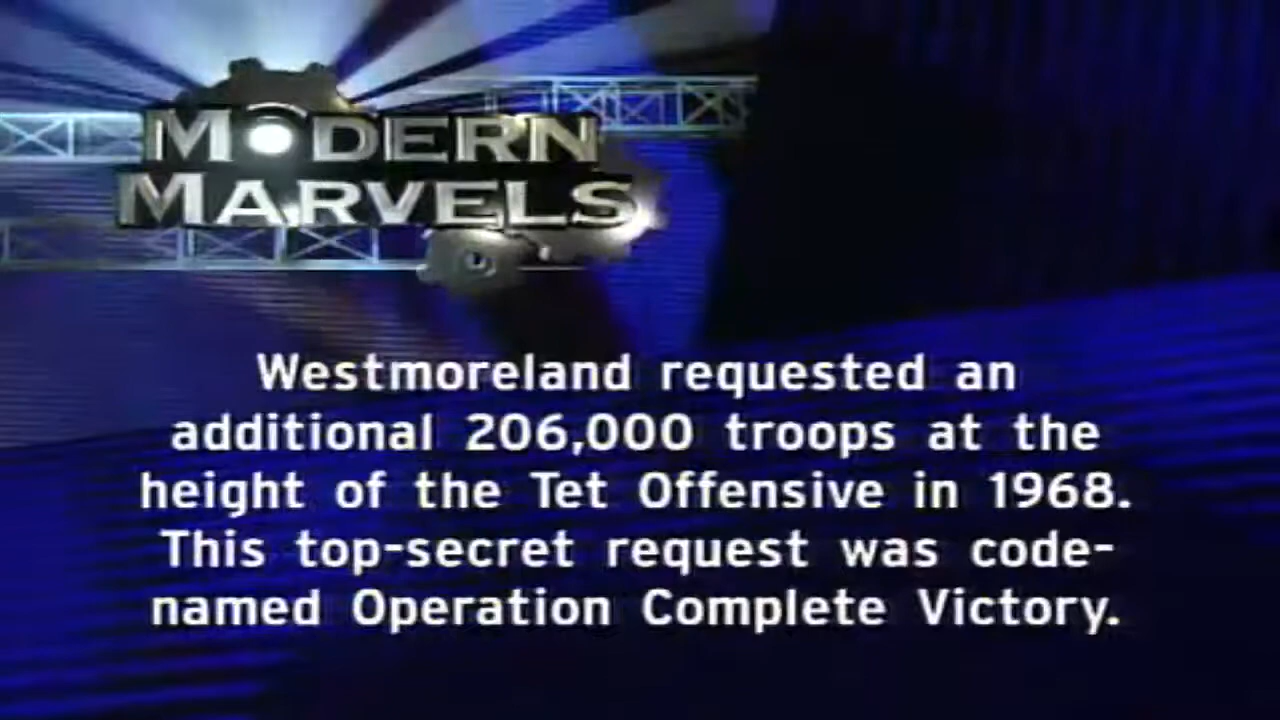 MODERN
MARVELS
Westmoreland requested an
additional 206,000 troops at the
height of the Tet Offensive in 1968.
This top-secret request was code-
named Operation Complete Victory.